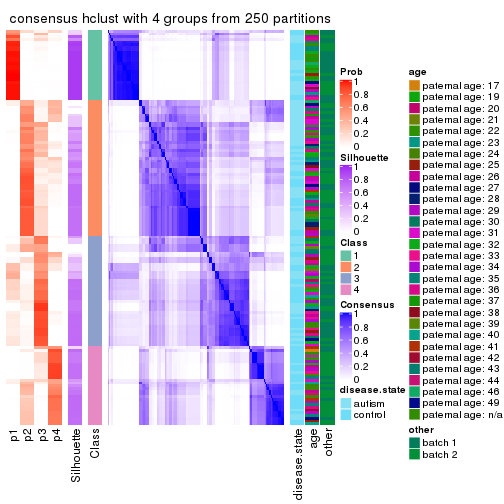 consensus hclust with 4 groups from 250 partitions
p1
p2
p3
p4
Silhouette
Class
disease.state
age
other
Prob
1
0.8
0.6
0.4
0.2
0
Silhouette
1
0.8
0.6
0.4
0.2
0
Class
1
2
3
4
Consensus
1
0.8
0.6
0.4
0.2
0
disease.state
autism
control
age
paternal age: 17
paternal age: 19
paternal age: 20
paternal age: 21
paternal age: 22
paternal age: 23
paternal age: 24
paternal age: 25
paternal age: 26
paternal age: 27
paternal age: 28
paternal age: 29
paternal age: 30
paternal age: 31
paternal age: 32
paternal age: 33
paternal age: 34
paternal age: 35
paternal age: 36
paternal age: 37
paternal age: 38
paternal age: 39
paternal age: 40
paternal age: 41
paternal age: 42
paternal age: 43
paternal age: 44
paternal age: 46
paternal age: 49
paternal age: n/a
other
batch 1
batch 2